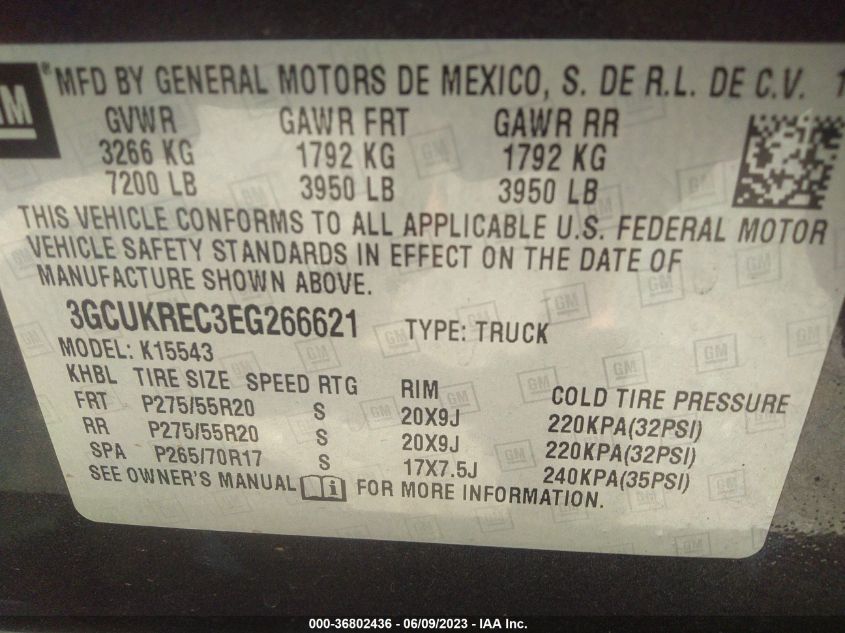 GM
® MFD BY GENERAL MOTORS DE MEXICO, S. DE R.L. DE C.V.
GVWR GAWR FRT GAWR RR
3266 KG 1792 KG 1792 KG
7200 LB 3950 LB 3950 LB
THIS VEHICLE CONFORMS TO ALL APPLICABLE U.S. FEDERAL MOTOR
VEHICLE SAFETY STANDARDS IN EFFECT ON THE DATE OF
MANUFACTURE SHOWN ABOVE.
3GCUKREC3EG266621 TYPE: TRUCK
MODEL: K15543
KHBL TIRE SIZE SPEED RTG RIM COLD TIRE PRESSURE
FRT P275/55R20 S 20X9J 220KPA(32PSI)
RR P275/55R20 S 20X9J 220KPA(32PSI)
SPA P265/70R17 S 17X7.5J 240KPA(35PSI)
SEE OWNER'S MANUAL i FOR MORE INFORMATION.
000-36802436 - 06/09/2023 - IAA Inc.